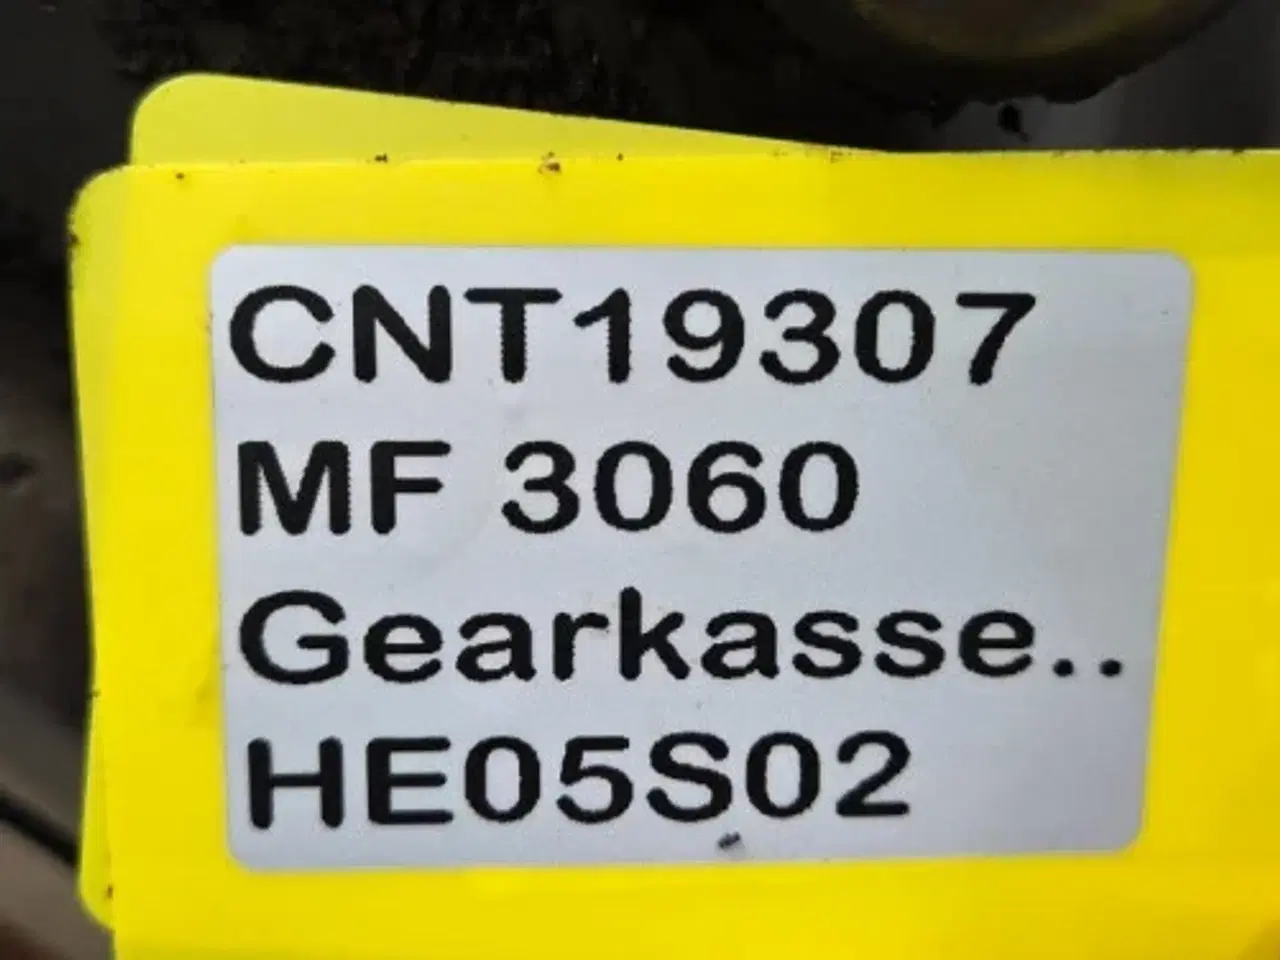 CNT19307
MF 3060
Gearkasse..
HE05S02